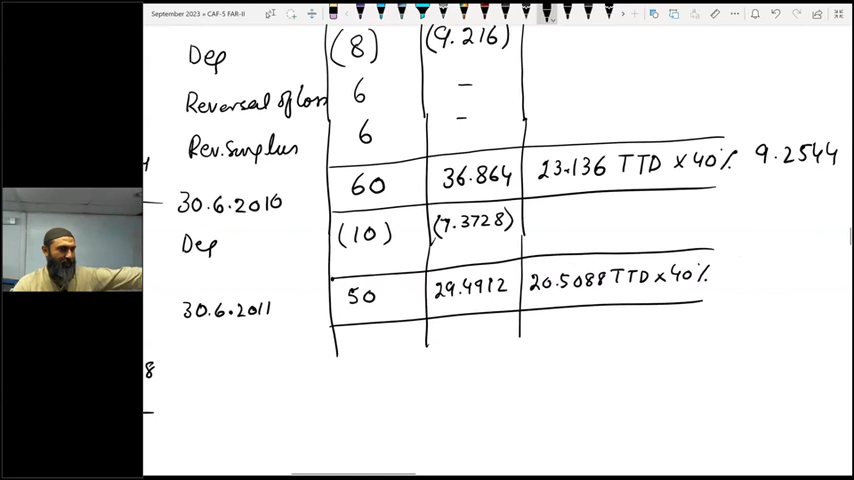 September 2023 » CAF-5 FAR-II
Dep (8) (9.216)
Reversal of loss 6 -
Rev. Surplus 6 -
30.6.2010 60 36.864 23.136 TTD x 40% 9.2544
Dep (10) (7.3728)
30.6.2011 50 29.4912 20.5088 TTD x 40%
8